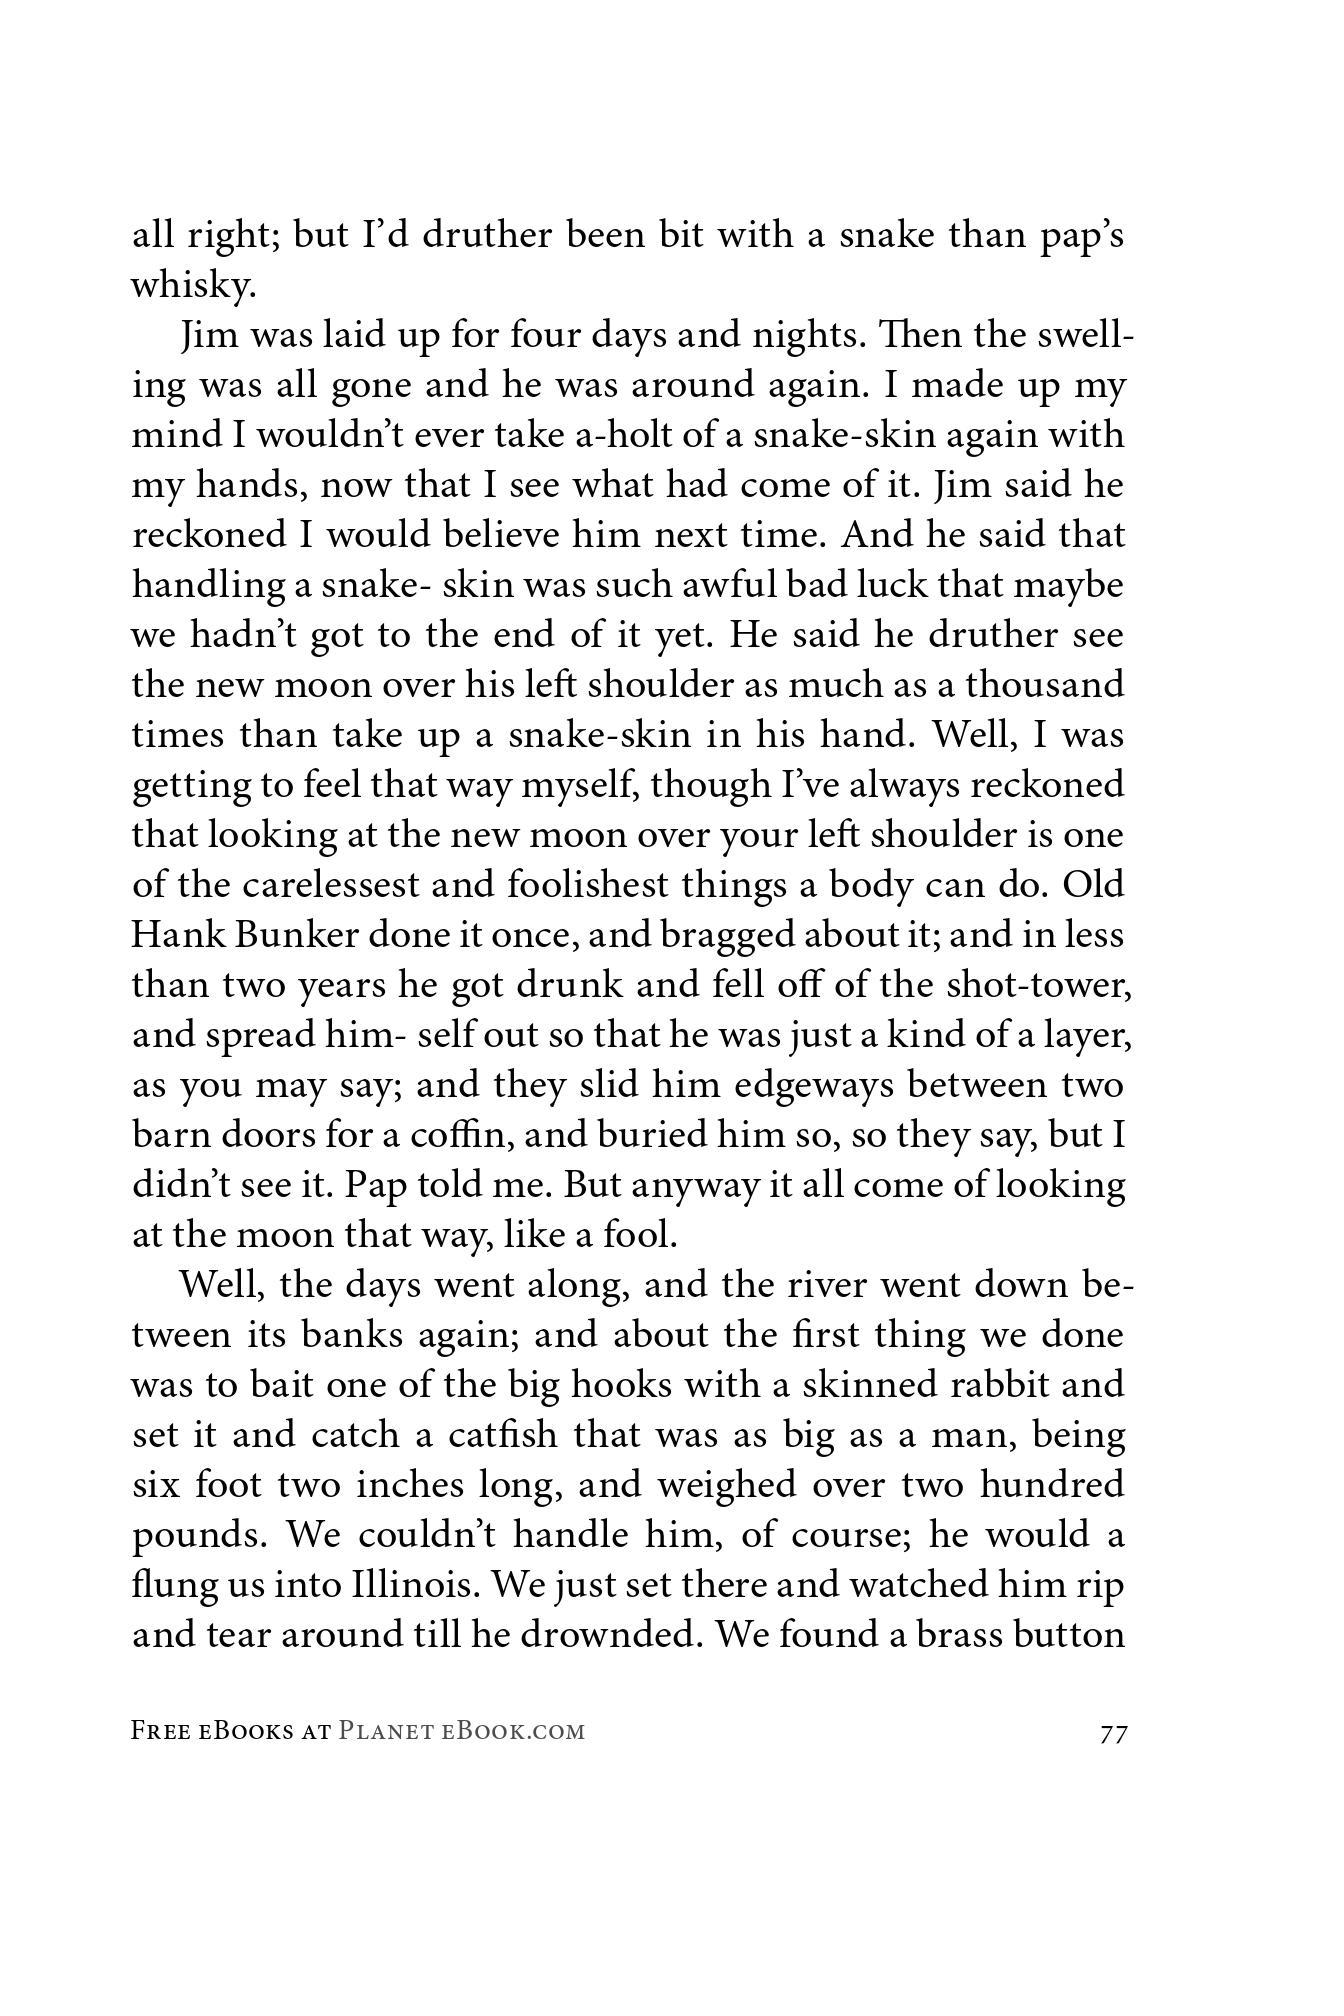 all right; but I’d druther been bit with a snake than pap’s
whisky.
Jim was laid up for four days and nights. Then the swell-
ing was all gone and he was around again. I made up my
mind I wouldn’t ever take a-holt of a snake-skin again with
my hands, now that I see what had come of it. Jim said he
reckoned I would believe him next time. And he said that
handling a snake- skin was such awful bad luck that maybe
we hadn’t got to the end of it yet. He said he druther see
the new moon over his left shoulder as much as a thousand
times than take up a snake-skin in his hand. Well, I was
getting to feel that way myself, though I’ve always reckoned
that looking at the new moon over your left shoulder is one
of the carelessest and foolishest things a body can do. Old
Hank Bunker done it once, and bragged about it; and in less
than two years he got drunk and fell off of the shot-tower,
and spread him- self out so that he was just a kind of a layer,
as you may say; and they slid him edgeways between two
barn doors for a coffin, and buried him so, so they say, but I
didn’t see it. Pap told me. But anyway it all come of looking
at the moon that way, like a fool.
Well, the days went along, and the river went down be-
tween its banks again; and about the first thing we done
was to bait one of the big hooks with a skinned rabbit and
set it and catch a catfish that was as big as a man, being
six foot two inches long, and weighed over two hundred
pounds. We couldn’t handle him, of course; he would a
flung us into Illinois. We just set there and watched him rip
and tear around till he drownded. We found a brass button
Free eBooks at Planet eBook.com 77